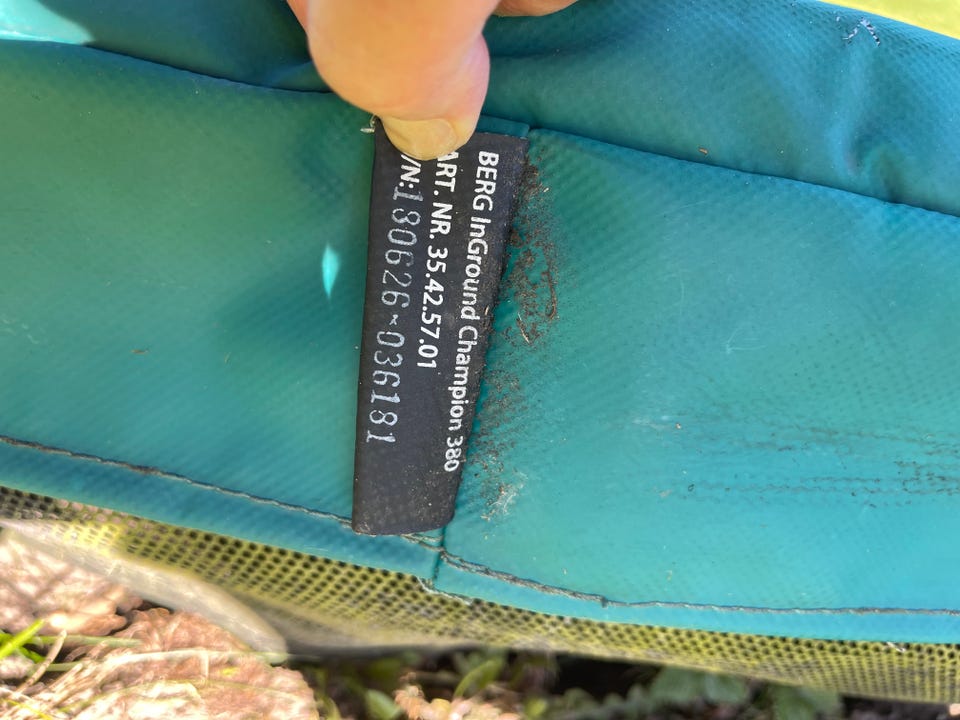 BERG InGround Champion 380
ART. NR. 35.42.57.01
/N:180626-036181